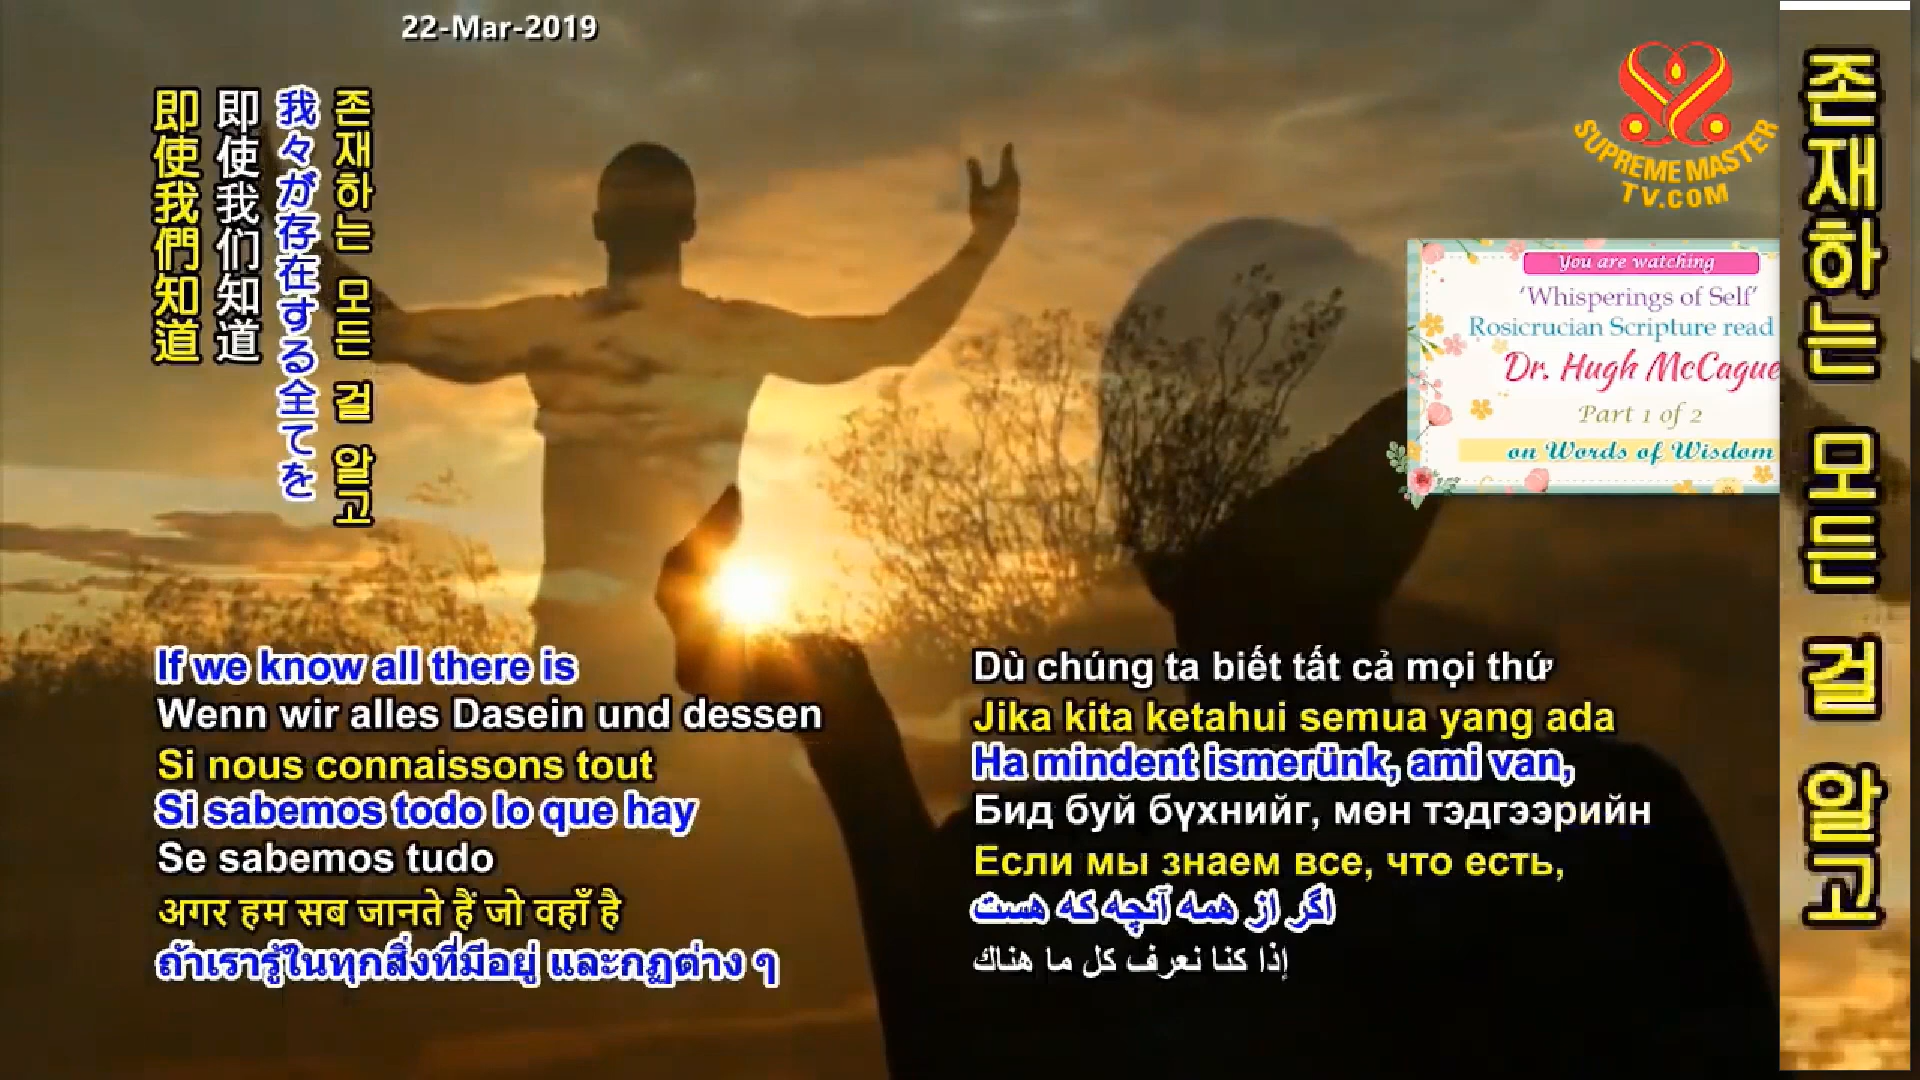 22-Mar-2019
存재하는 모든 걸 알고
我々が存在する全てを
即使我们知道
即使我們知道
SUPREME MASTER
TV.COM
You are watching
‘Whisperings of Self’
Rosicrucian Scripture read
Dr. Hugh McCague
Part 1 of 2
on Words of Wisdom
존재하는 모든 걸 알고
If we know all there is
Wenn wir alles Dasein und dessen
Si nous connaissons tout
Si sabemos todo lo que hay
Se sabemos tudo
अगर हम सब जानते हैं जो वहाँ है
ถ้าเรารู้ในทุกสิ่งที่มีอยู่ และกฏต่าง ๆ
Dù chúng ta biết tất cả mọi thứ
Jika kita ketahui semua yang ada
Ha mindent ismerünk, ami van,
Бид буй бүхнийг, мөн тэдгээрийн
Если мы знаем все, что есть,
اگر از همه آنچه که هست
إذا كنا نعرف كل ما هناك